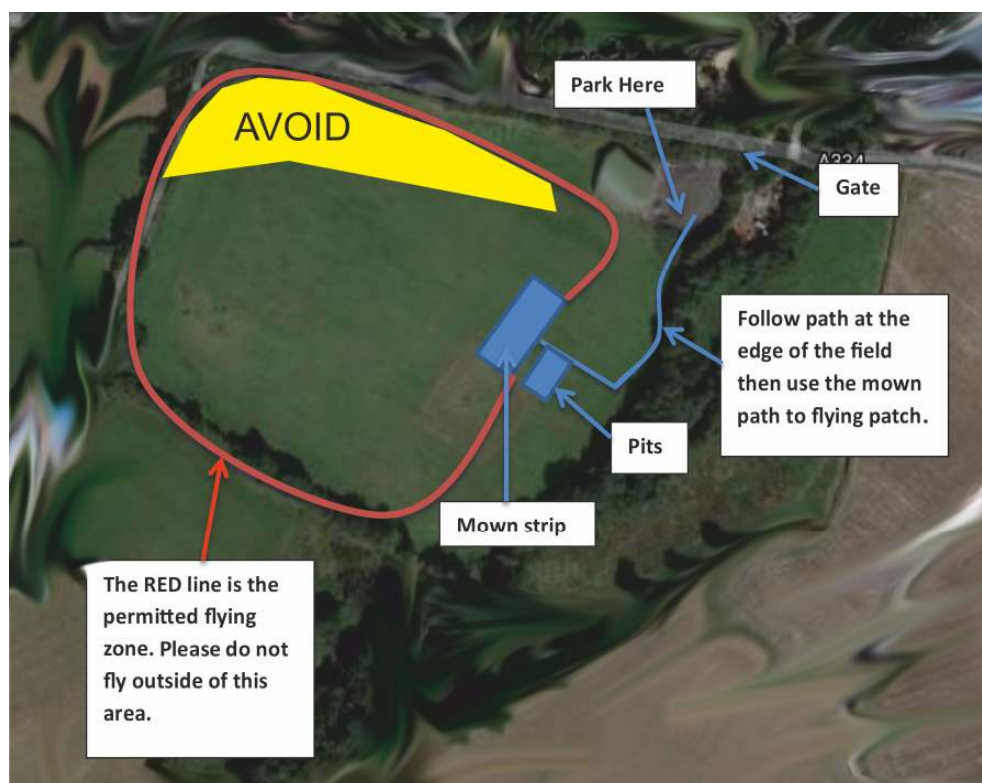 Park Here
AVOID
A334
Gate
Follow path at the
edge of the field
then use the mown
path to flying patch.
Pits
Mown strip
The RED line is the
permitted flying
zone. Please do not
fly outside of this
area.